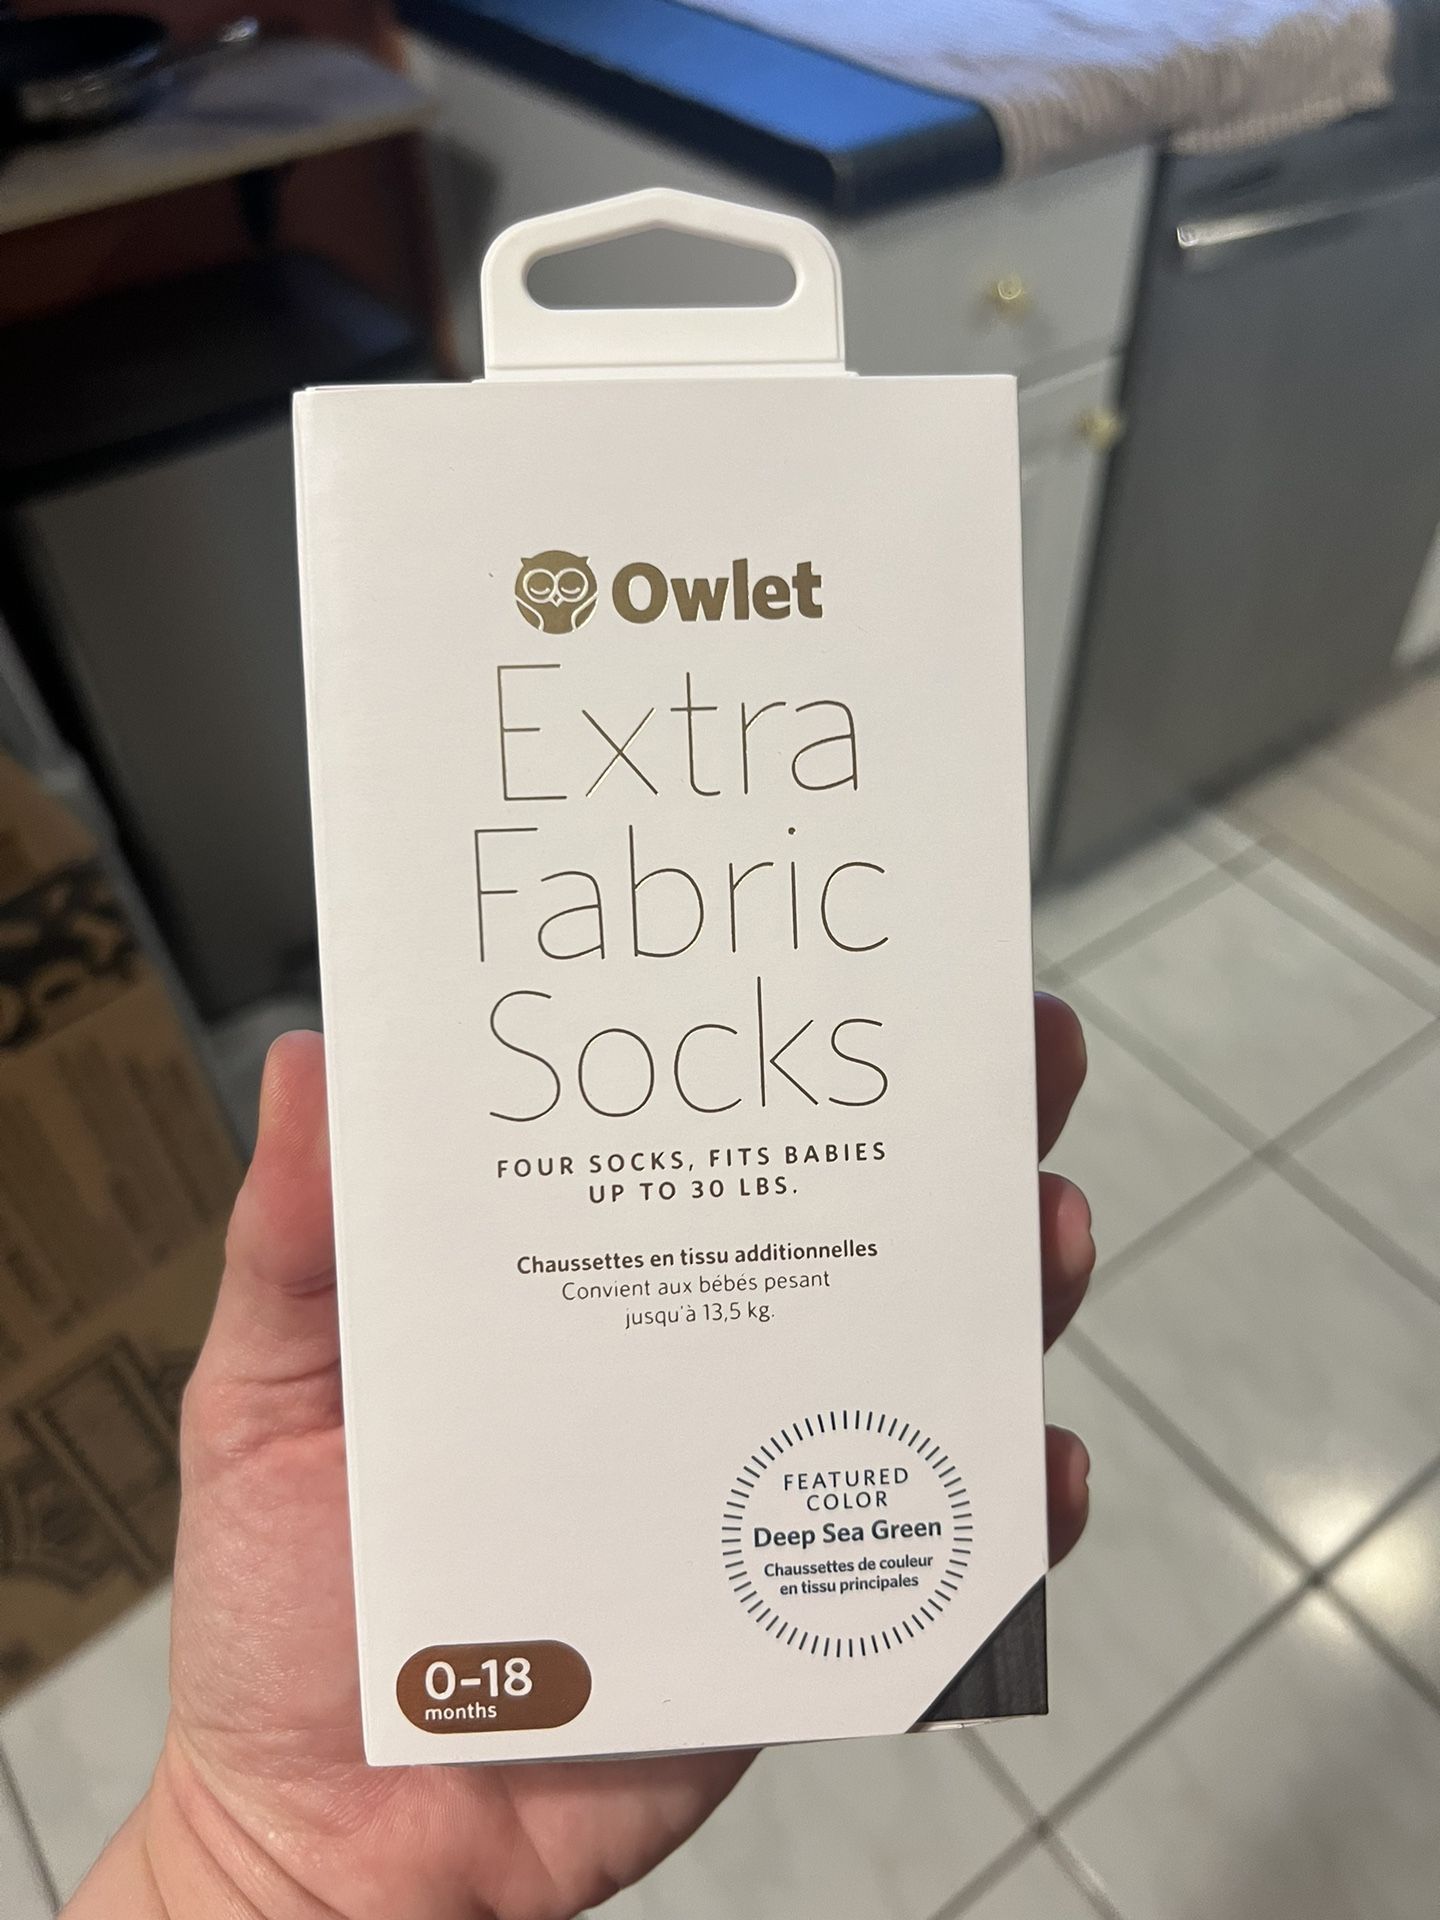 Owlet
Extra
Fabric
Socks
FOUR SOCKS, FITS BABIES
UP TO 30 LBS.
Chaussettes en tissu additionnelles
Convient aux bébés pesant
jusqu'à 13,5 kg.
FEATURED
COLOR
Deep Sea Green
Chaussettes de couleur
en tissu principales
0-18
months